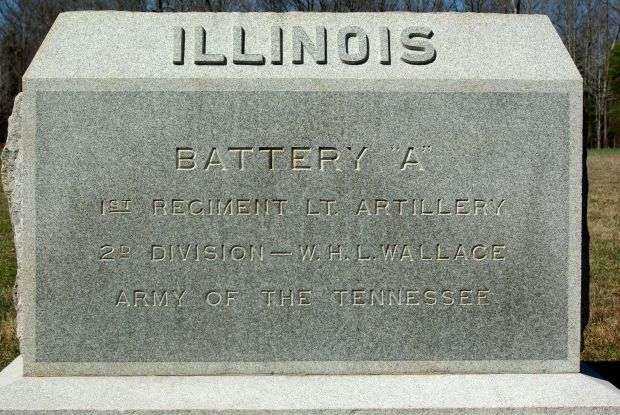 ILLINOIS
BATTERY "A"
1ST REGIMENT LT. ARTILLERY
2D DIVISION — W. H. L. WALLACE
ARMY OF THE TENNESSEE